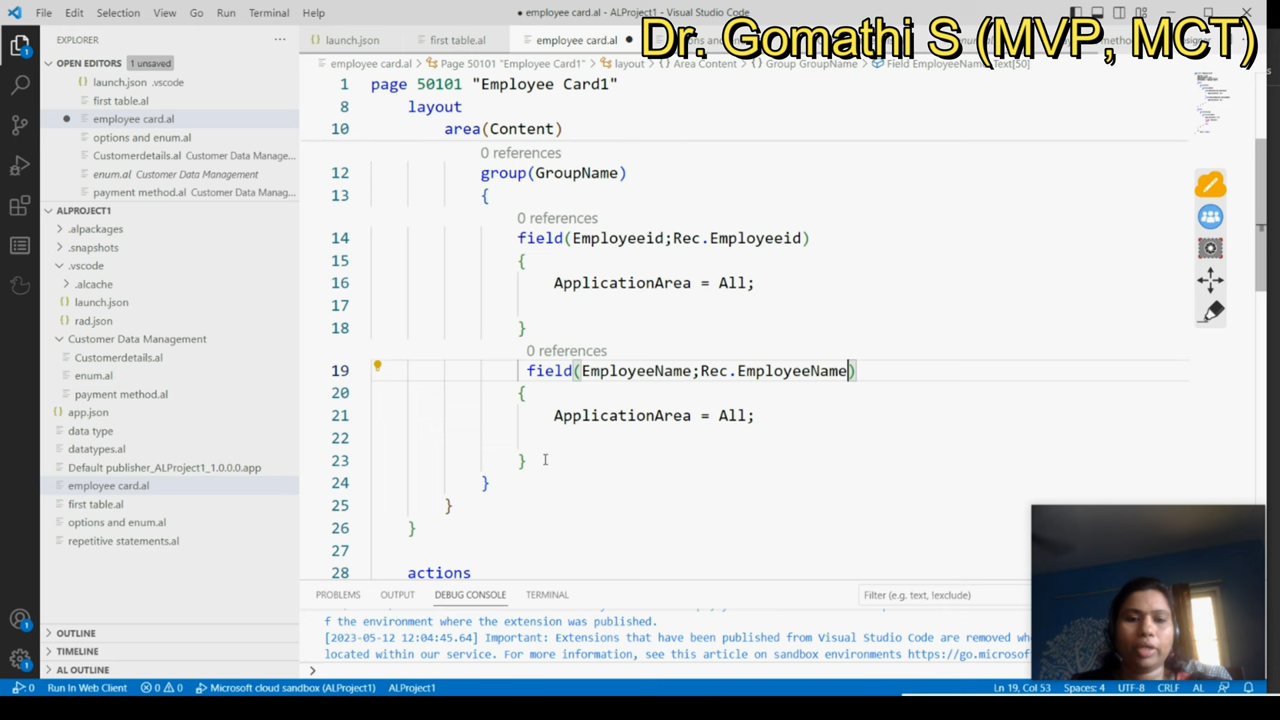 File Edit Selection View Go Run Terminal Help
● employee card.al - ALProject1 - Visual Studio Code
Dr. Gomathi S (MVP, MCT)
EXPLORER
OPEN EDITORS 1 unsaved
launch.json .vscode
first table.al
employee card.al
options and enum.al
Customerdetails.al Customer Data Manage...
enum.al Customer Data Management
payment method.al Customer Data Manag...
ALPROJECT1
.alpackages
.snapshots
.vscode
.alcache
launch.json
rad.json
Customer Data Management
Customerdetails.al
enum.al
payment method.al
app.json
data type
datatypes.al
Default publisher_ALProject1_1.0.0.0.app
employee card.al
first table.al
options and enum.al
repetitive statements.al
OUTLINE
TIMELINE
AL OUTLINE
launch.json first table.al employee card.al
employee card.al > Page 50101 "Employee Card1" > layout > Area Content > Group GroupName > Field EmployeeName: Text[50]
1 page 50101 "Employee Card1"
8 layout
10 area(Content)
0 references
12 group(GroupName)
13 {
0 references
14 field(Employeeid;Rec.Employeeid)
15 {
16 ApplicationArea = All;
17
18 }
0 references
19 field(EmployeeName;Rec.EmployeeName)
20 {
21 ApplicationArea = All;
22
23 }
24 }
25 }
26 }
27
28 actions
PROBLEMS OUTPUT DEBUG CONSOLE TERMINAL Filter (e.g. text, !exclude)
f the environment where the extension was published.
[2023-05-12 12:04:45.64] Important: Extensions that have been published from Visual Studio Code are removed
located within our service. For more information, see this article on sandbox environments https://go.microsof
0 Run In Web Client 0 0 Microsoft cloud sandbox (ALProject1) ALProject1 Ln 19, Col 53 Spaces: 4 UTF-8 CRLF AL